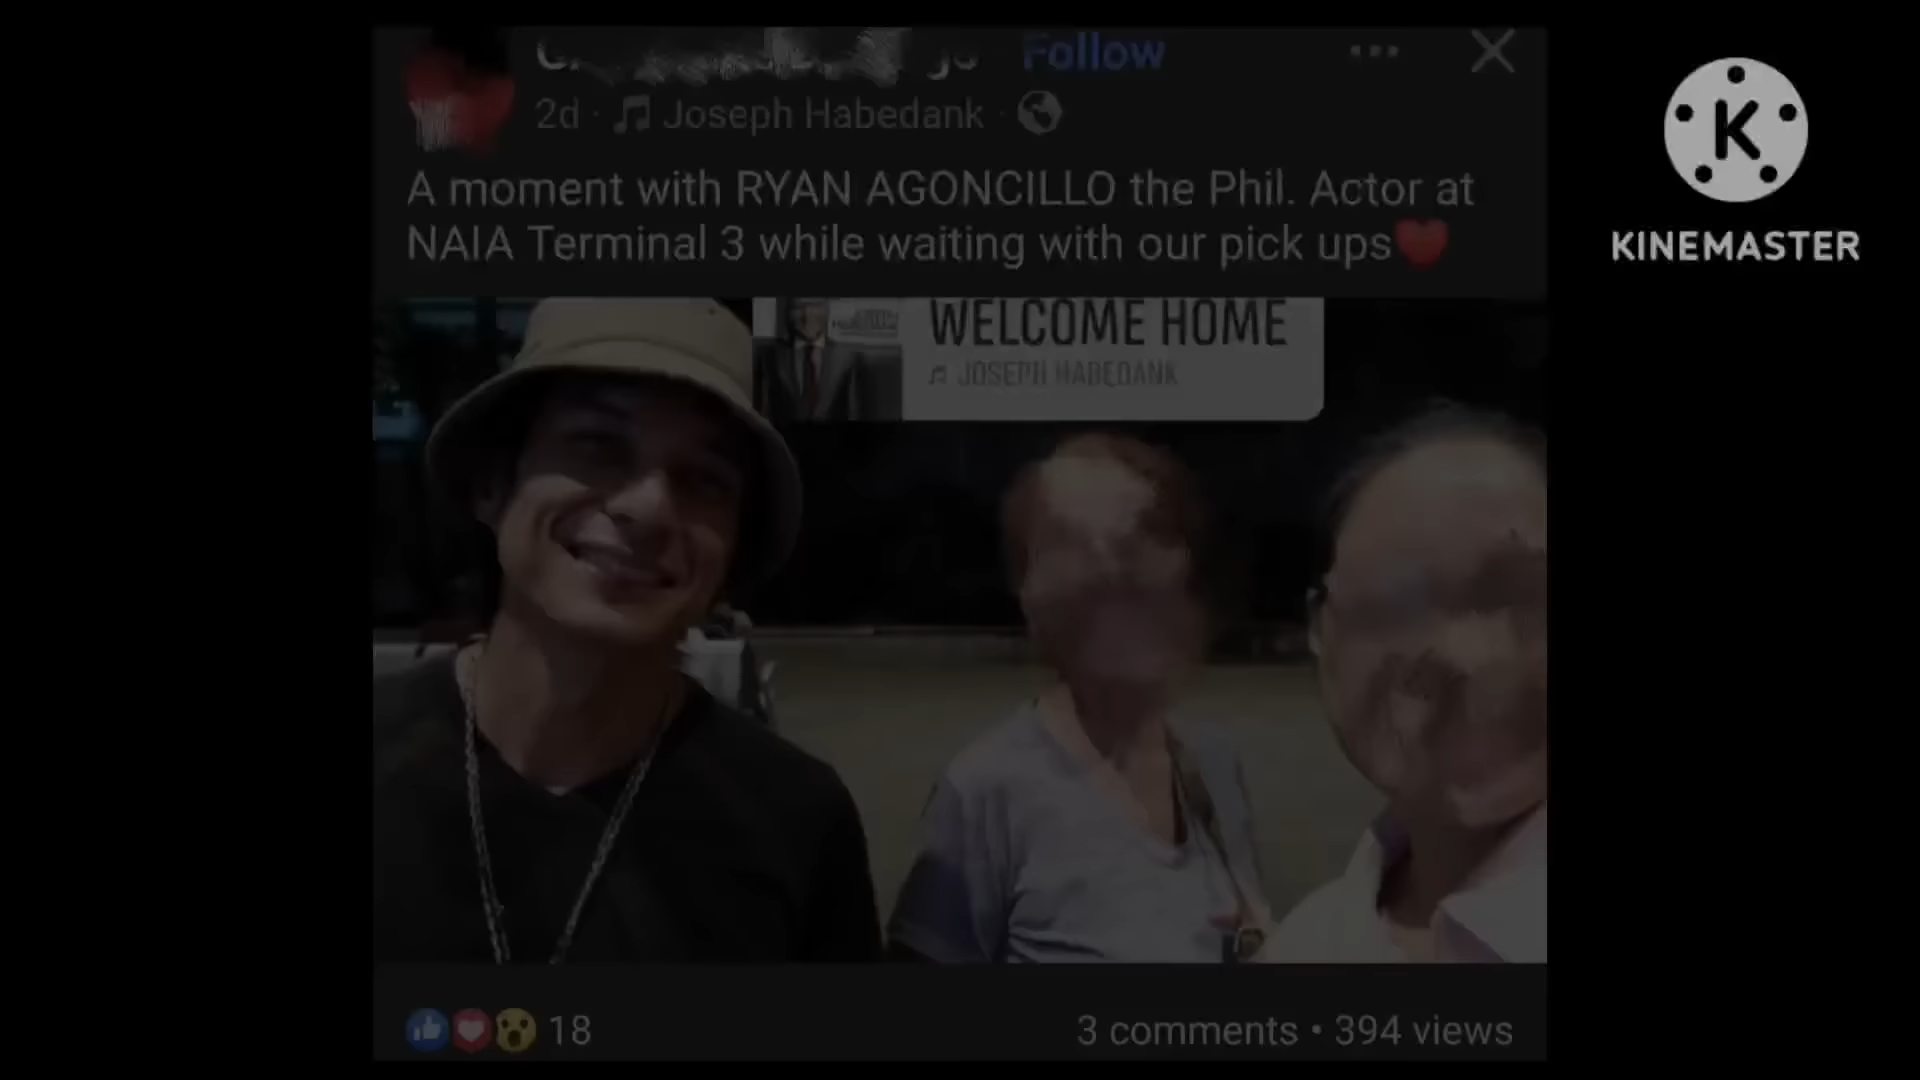 Follow
2d · Joseph Habedank ·
A moment with RYAN AGONCILLO the Phil. Actor at
NAIA Terminal 3 while waiting with our pick ups
WELCOME HOME
JOSEPH HABEDANK
18
3 comments • 394 views
K
KINEMASTER